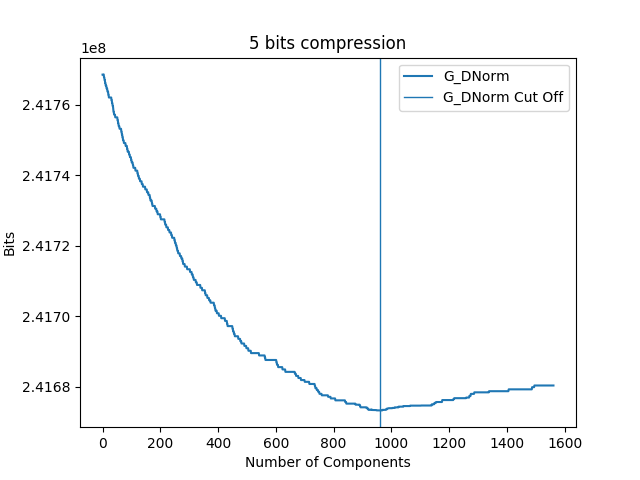 5 bits compression
1e8
G_DNorm
G_DNorm Cut Off
2.4176
2.4174
2.4172
2.4170
2.4168
Bits
0 200 400 600 800 1000 1200 1400 1600
Number of Components